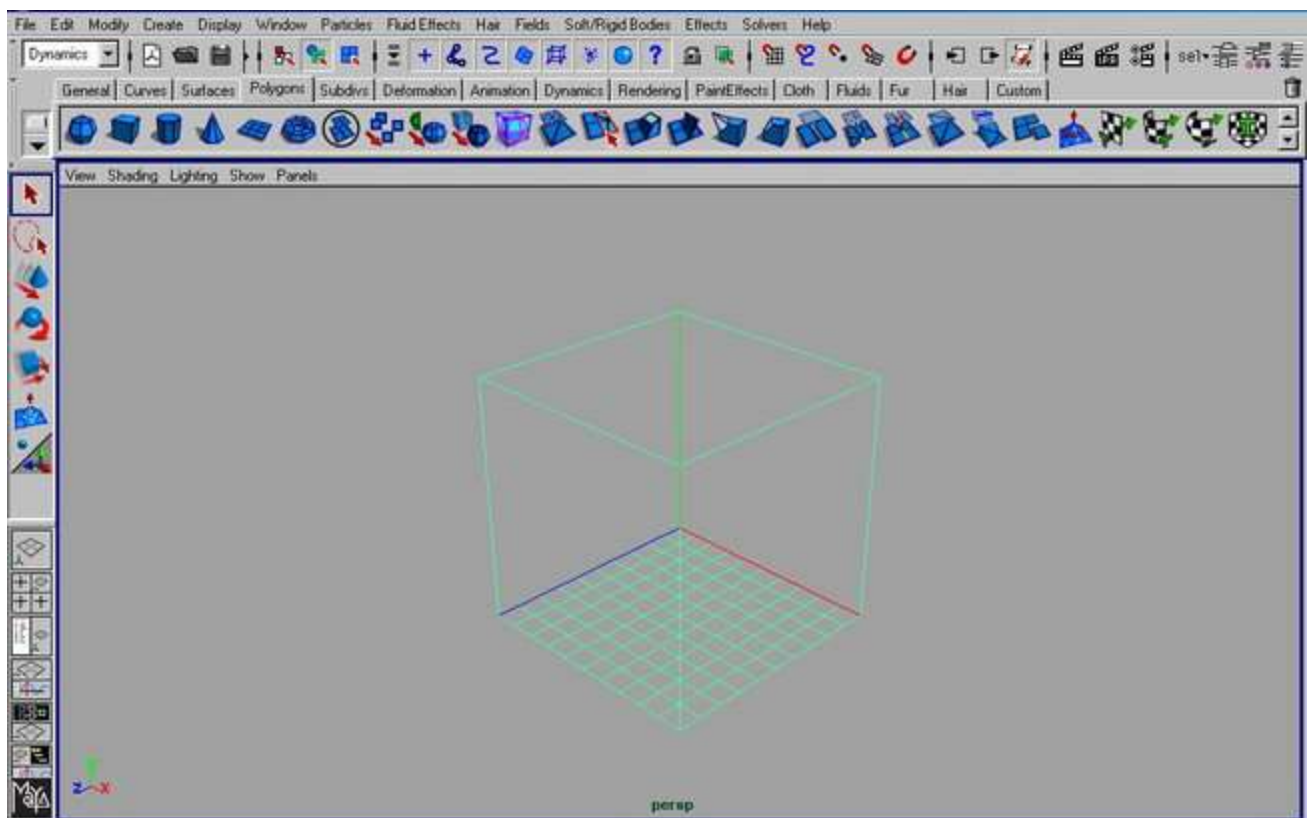 File Edit Modify Create Display Window Particles Fluid Effects Hair Fields Soft/Rigid Bodies Effects Solvers Help
Dynamics ? sel
General Curves Surfaces Polygons Subdivs Deformation Animation Dynamics Rendering PaintEffects Cloth Fluids Fur Hair Custom
View Shading Lighting Show Panels
Y
z x
persp
Maya